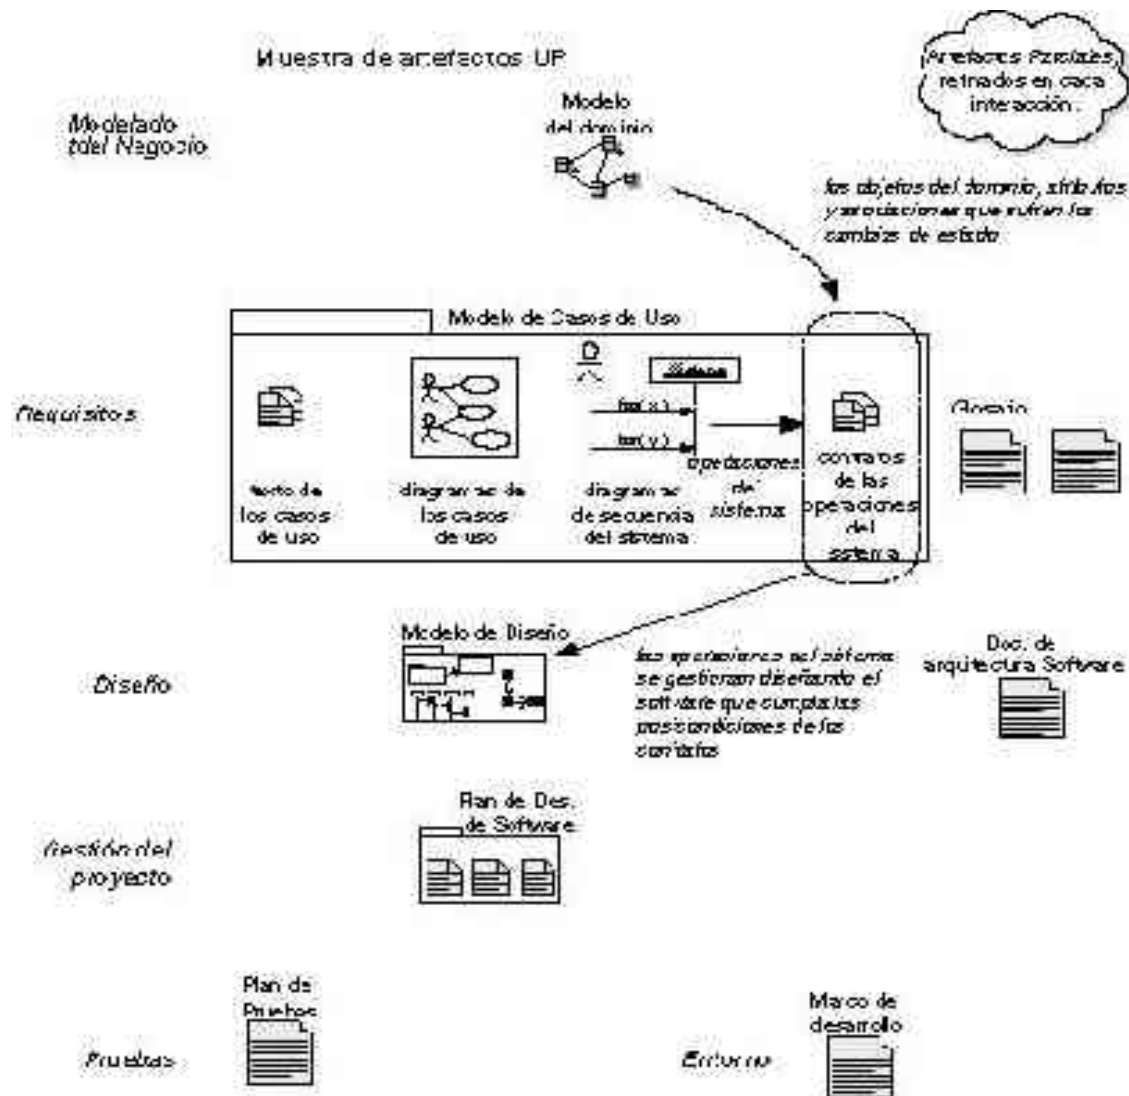 Muestra de artefactos UP
Artefactos Parciales,
refinados en cada
interacción.
Modelado
del Negocio
Modelo
del dominio
los objetos del dominio, atributos
y asociaciones que sufren los
cambios de estado
Modelo de Casos de Uso
Requisitos
Sistema
foo( x )
bar( y )
operaciones
del
sistema
texto de
los casos
de uso
diagramas de
los casos
de uso
diagramas
de secuencia
del sistema
contratos
de las
operaciones
del
sistema
Glosario
Diseño
Modelo de Diseño
las operaciones del sistema
se gestionan diseñando el
software que cumpla las
poscondiciones de los
contratos
Doc. de
arquitectura Software
Gestión del
proyecto
Plan de Des.
de Software
Pruebas
Plan de
Pruebas
Entorno
Marco de
desarrollo